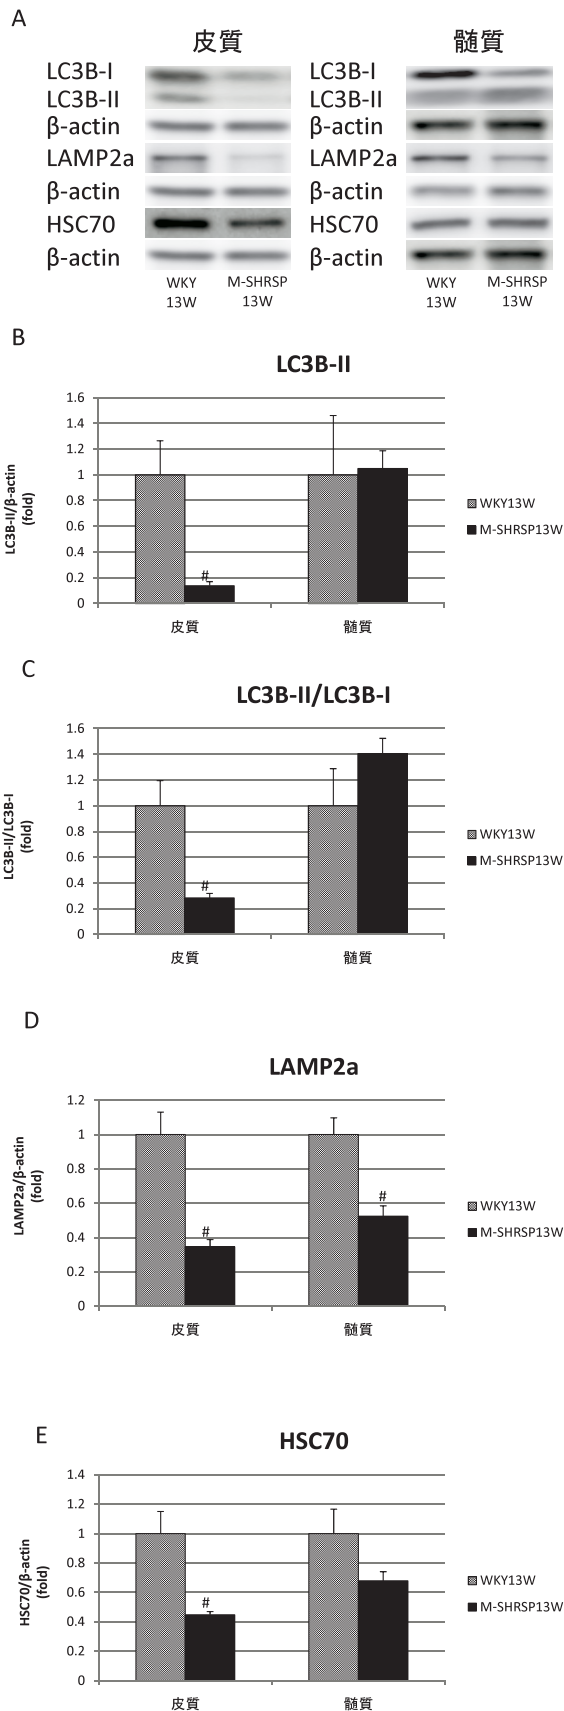 A
皮質
髄質
LC3B-I
LC3B-II
β-actin
LAMP2a
β-actin
HSC70
β-actin
LC3B-I
LC3B-II
β-actin
LAMP2a
β-actin
HSC70
β-actin
WKY
13W
M-SHRSP
13W
WKY
13W
M-SHRSP
13W
B
LC3B-II
LC3B-II/β-actin
(fold)
1.6
1.4
1.2
1
0.8
0.6
0.4
0.2
0
#
皮質
髄質
WKY13W
M-SHRSP13W
C
LC3B-II/LC3B-I
LC3B-II/LC3B-I
(fold)
1.6
1.4
1.2
1
0.8
0.6
0.4
0.2
0
#
皮質
髄質
WKY13W
M-SHRSP13W
D
LAMP2a
LAMP2a/β-actin
(fold)
1.2
1
0.8
0.6
0.4
0.2
0
#
#
皮質
髄質
WKY13W
M-SHRSP13W
E
HSC70
HSC70/β-actin
(fold)
1.4
1.2
1
0.8
0.6
0.4
0.2
0
#
皮質
髄質
WKY13W
M-SHRSP13W